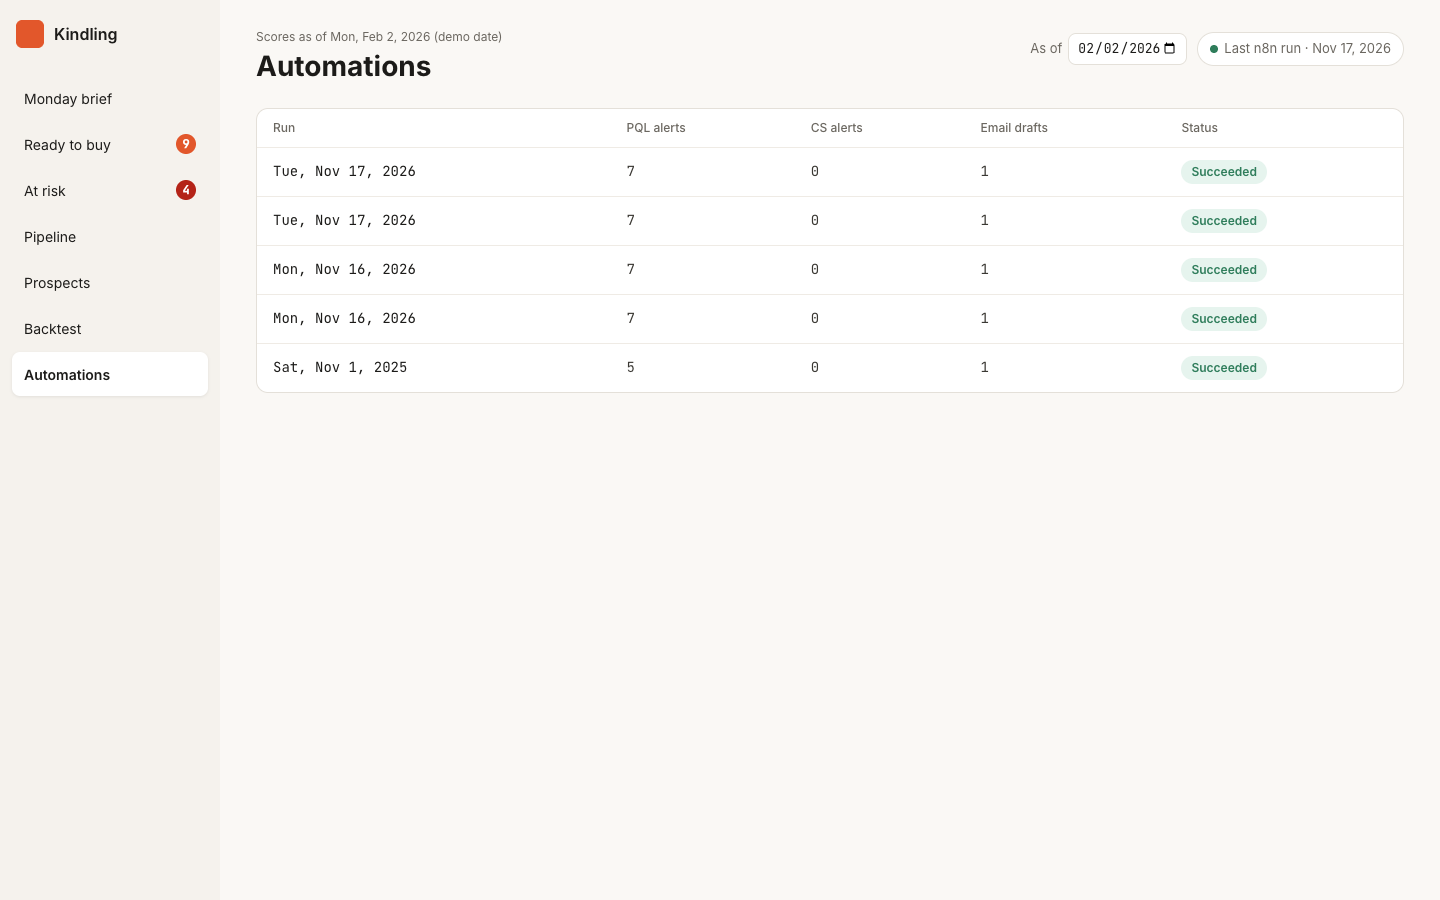 Kindling
Monday brief
Ready to buy 9
At risk 4
Pipeline
Prospects
Backtest
Automations
Scores as of Mon, Feb 2, 2026 (demo date)
Automations
As of 02/02/2026 Last n8n run · Nov 17, 2026
Run PQL alerts CS alerts Email drafts Status
Tue, Nov 17, 2026 7 0 1 Succeeded
Tue, Nov 17, 2026 7 0 1 Succeeded
Mon, Nov 16, 2026 7 0 1 Succeeded
Mon, Nov 16, 2026 7 0 1 Succeeded
Sat, Nov 1, 2025 5 0 1 Succeeded